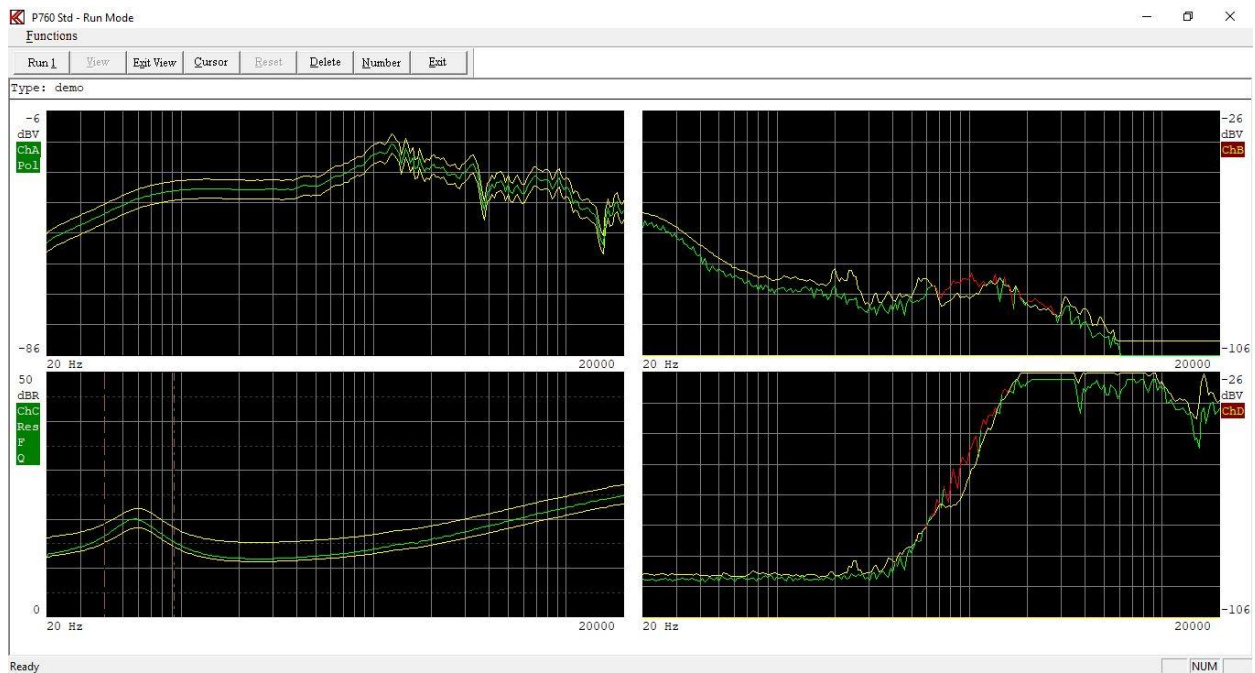 P760 Std - Run Mode
Functions
Run 1 View Exit View Cursor Reset Delete Number Exit
Type: demo
-6
dBV
ChA
Pol
-86
20 Hz 20000
-26
dBV
ChB
-106
20 Hz 20000
50
dBR
ChC
Res
F
Q
0
20 Hz 20000
-26
dBV
ChD
-106
20 Hz 20000
Ready NUM